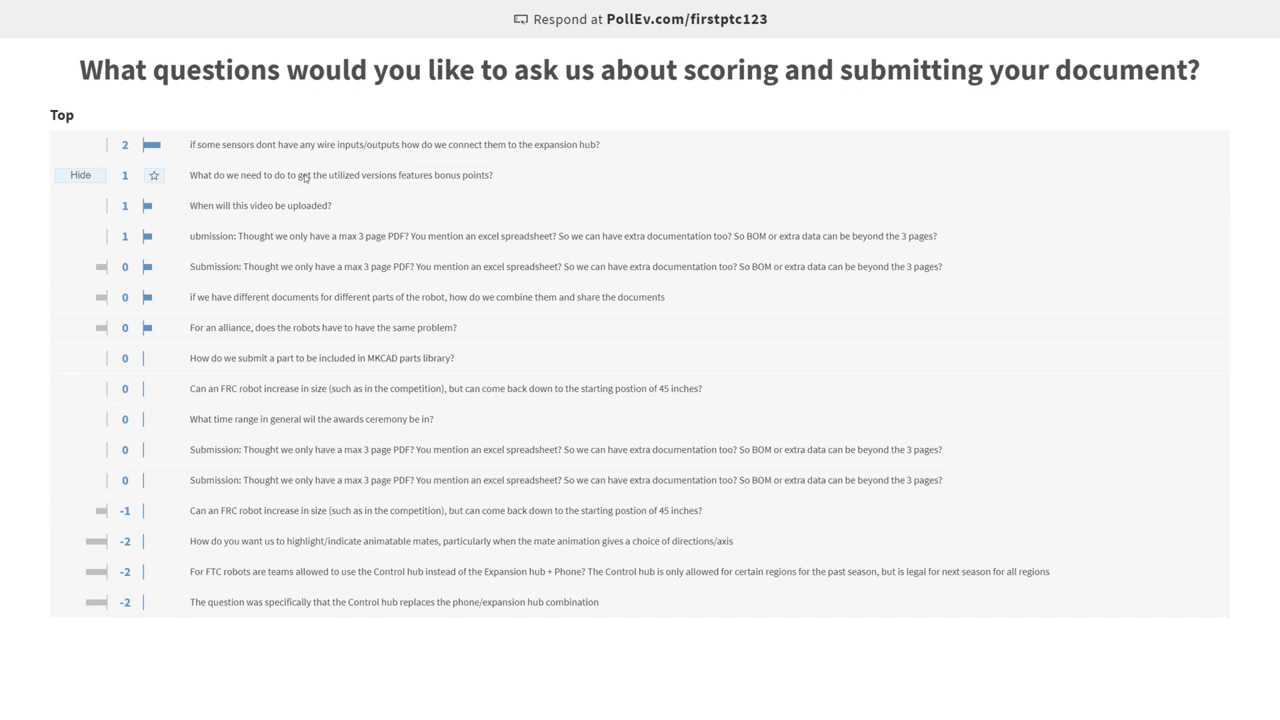 Respond at PollEv.com/firstptc123
What questions would you like to ask us about scoring and submitting your document?
Top
2 if some sensors dont have any wire inputs/outputs how do we connect them to the expansion hub?
Hide 1 What do we need to do to get the utilized versions features bonus points?
1 When will this video be uploaded?
1 ubmission: Thought we only have a max 3 page PDF? You mention an excel spreadsheet? So we can have extra documentation too? So BOM or extra data can be beyond the 3 pages?
0 Submission: Thought we only have a max 3 page PDF? You mention an excel spreadsheet? So we can have extra documentation too? So BOM or extra data can be beyond the 3 pages?
0 if we have different documents for different parts of the robot, how do we combine them and share the documents
0 For an alliance, does the robots have to have the same problem?
0 How do we submit a part to be included in MKCAD parts library?
0 Can an FRC robot increase in size (such as in the competition), but can come back down to the starting postion of 45 inches?
0 What time range in general wil the awards ceremony be in?
0 Submission: Thought we only have a max 3 page PDF? You mention an excel spreadsheet? So we can have extra documentation too? So BOM or extra data can be beyond the 3 pages?
0 Submission: Thought we only have a max 3 page PDF? You mention an excel spreadsheet? So we can have extra documentation too? So BOM or extra data can be beyond the 3 pages?
-1 Can an FRC robot increase in size (such as in the competition), but can come back down to the starting postion of 45 inches?
-2 How do you want us to highlight/indicate animatable mates, particularly when the mate animation gives a choice of directions/axis
-2 For FTC robots are teams allowed to use the Control hub instead of the Expansion hub + Phone? The Control hub is only allowed for certain regions for the past season, but is legal for next season for all regions
-2 The question was specifically that the Control hub replaces the phone/expansion hub combination